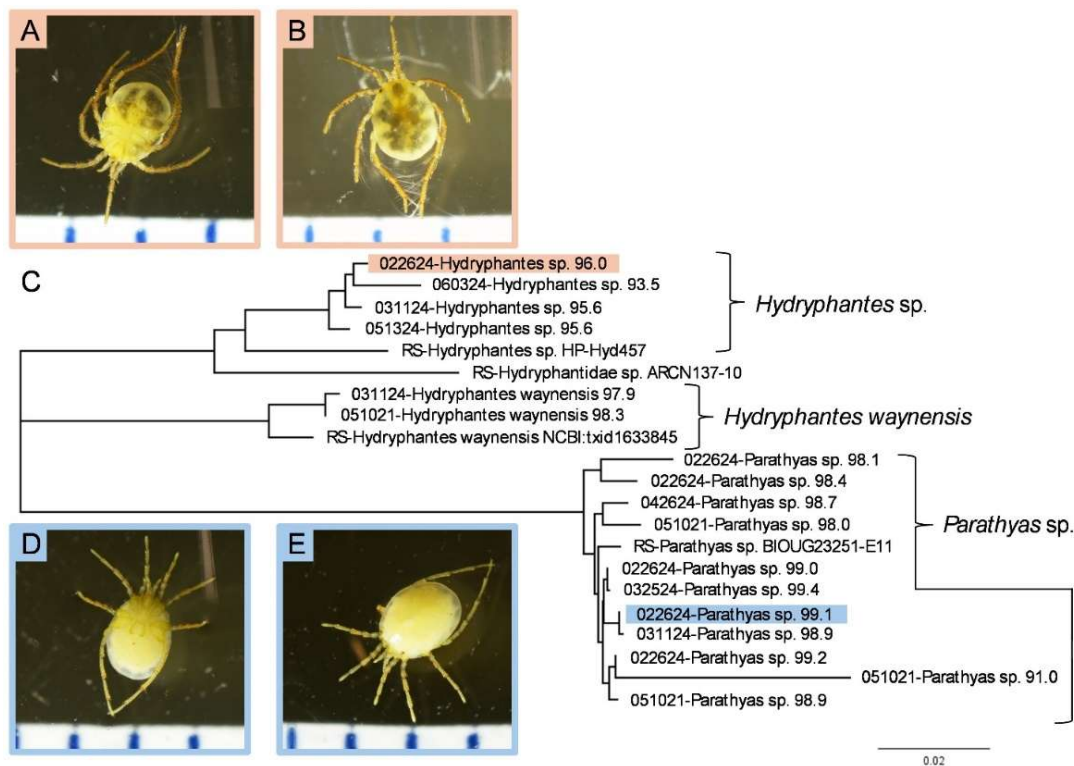 A
B
C
022624-Hydryphantes sp. 96.0
060324-Hydryphantes sp. 93.5
031124-Hydryphantes sp. 95.6
051324-Hydryphantes sp. 95.6
RS-Hydryphantes sp. HP-Hyd457
Hydryphantes sp.
RS-Hydryphantidae sp. ARCN137-10
031124-Hydryphantes waynensis 97.9
051021-Hydryphantes waynensis 98.3
RS-Hydryphantes waynensis NCBI:txid1633845
Hydryphantes waynensis
022624-Parathyas sp. 98.1
022624-Parathyas sp. 98.4
042624-Parathyas sp. 98.7
051021-Parathyas sp. 98.0
RS-Parathyas sp. BIOUG23251-E11
022624-Parathyas sp. 99.0
032524-Parathyas sp. 99.4
022624-Parathyas sp. 99.1
031124-Parathyas sp. 98.9
022624-Parathyas sp. 99.2
051021-Parathyas sp. 91.0
051021-Parathyas sp. 98.9
Parathyas sp.
D
E
0.02